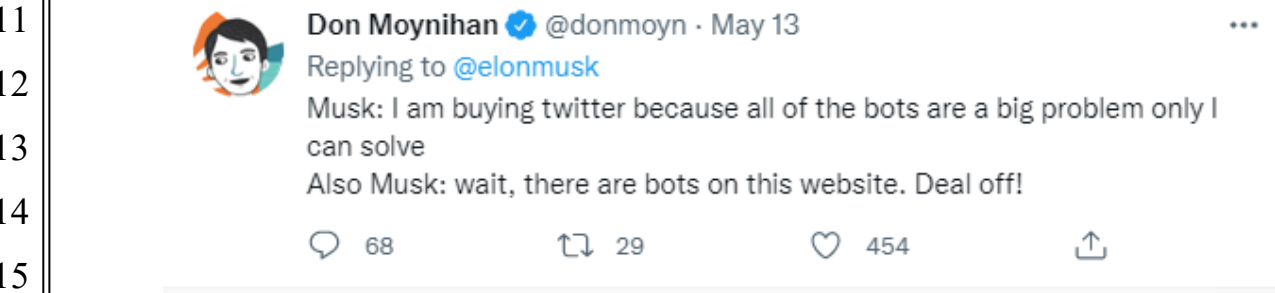 11
Don Moynihan @donmoyn · May 13
Replying to @elonmusk
12
Musk: I am buying twitter because all of the bots are a big problem only I
can solve
13
Also Musk: wait, there are bots on this website. Deal off!
14
68 29 454
15